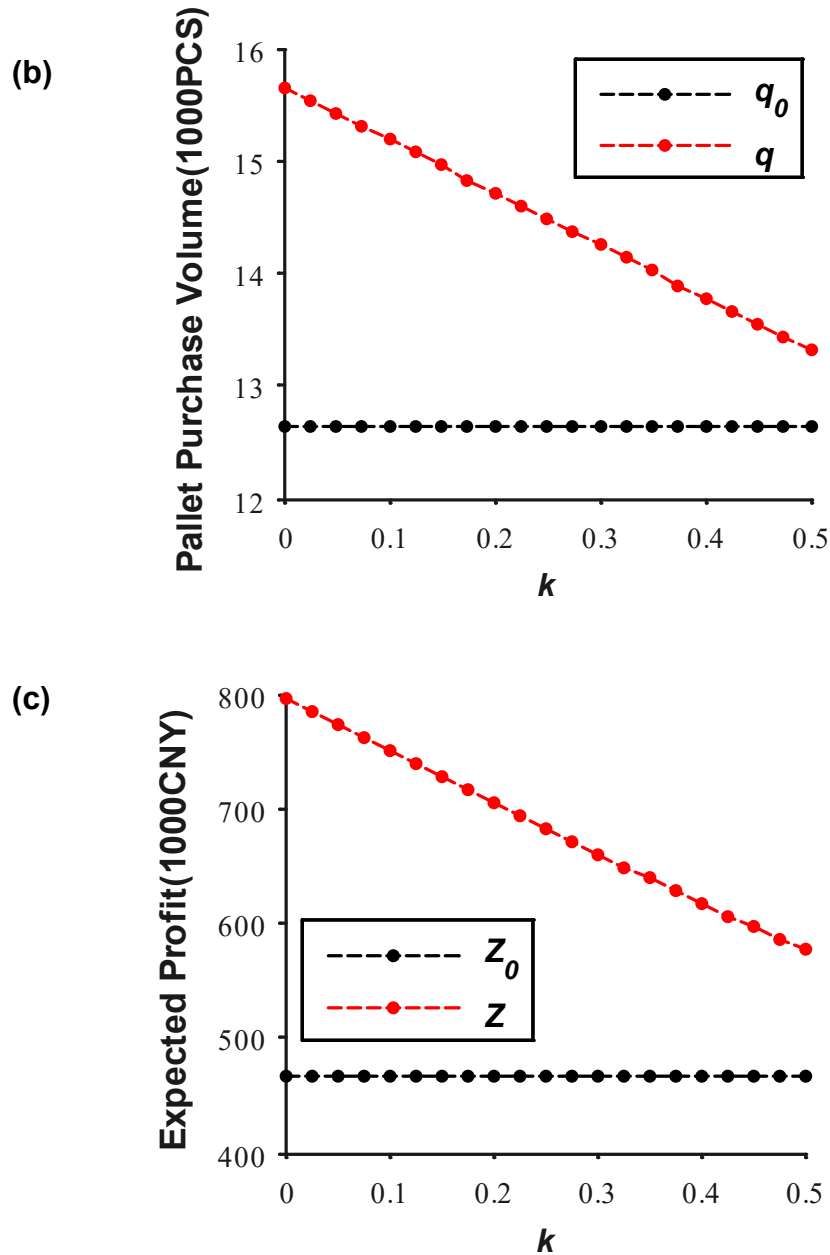 (b)
Pallet Purchase Volume(1000PCS)
16
15
14
13
12
0 0.1 0.2 0.3 0.4 0.5
k
q0
q
(c)
Expected Profit(1000CNY)
800
700
600
500
400
0 0.1 0.2 0.3 0.4 0.5
k
Z0
Z